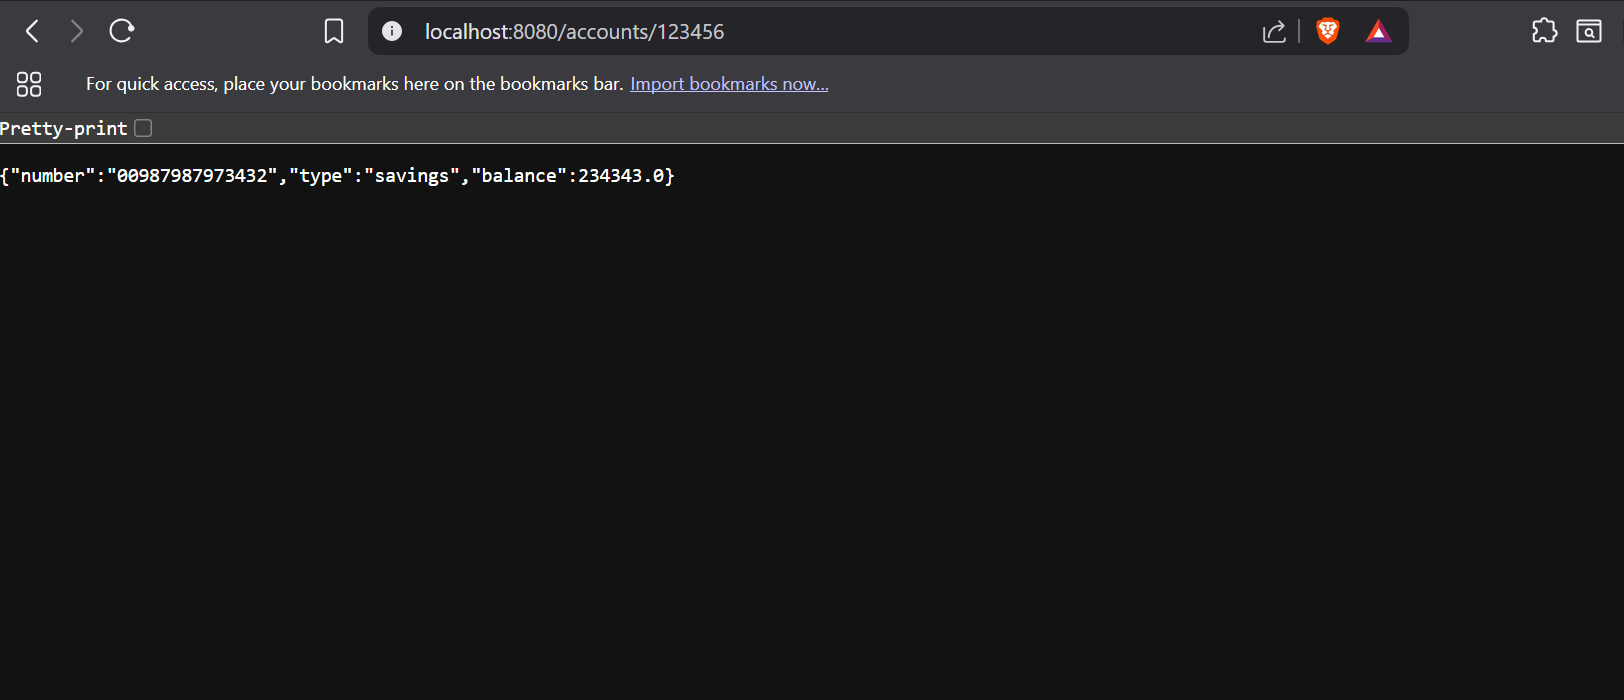 localhost:8080/accounts/123456
For quick access, place your bookmarks here on the bookmarks bar. Import bookmarks now...
Pretty-print
{"number":"00987987973432","type":"savings","balance":234343.0}